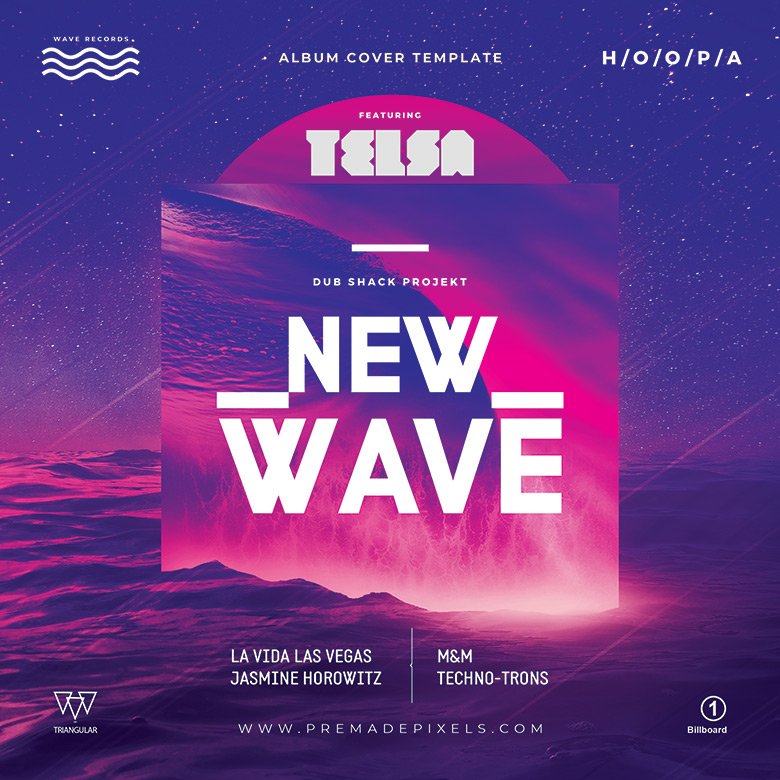 WAVE RECORDS
ALBUM COVER TEMPLATE
H/O/O/P/A
FEATURING
TELSA
DUB SHACK PROJEKT
_NEW_
WAVE
LA VIDA LAS VEGAS
JASMINE HOROWITZ
M&M
TECHNO-TRONS
TRIANGULAR
WWW.PREMADEPIXELS.COM
1
Billboard